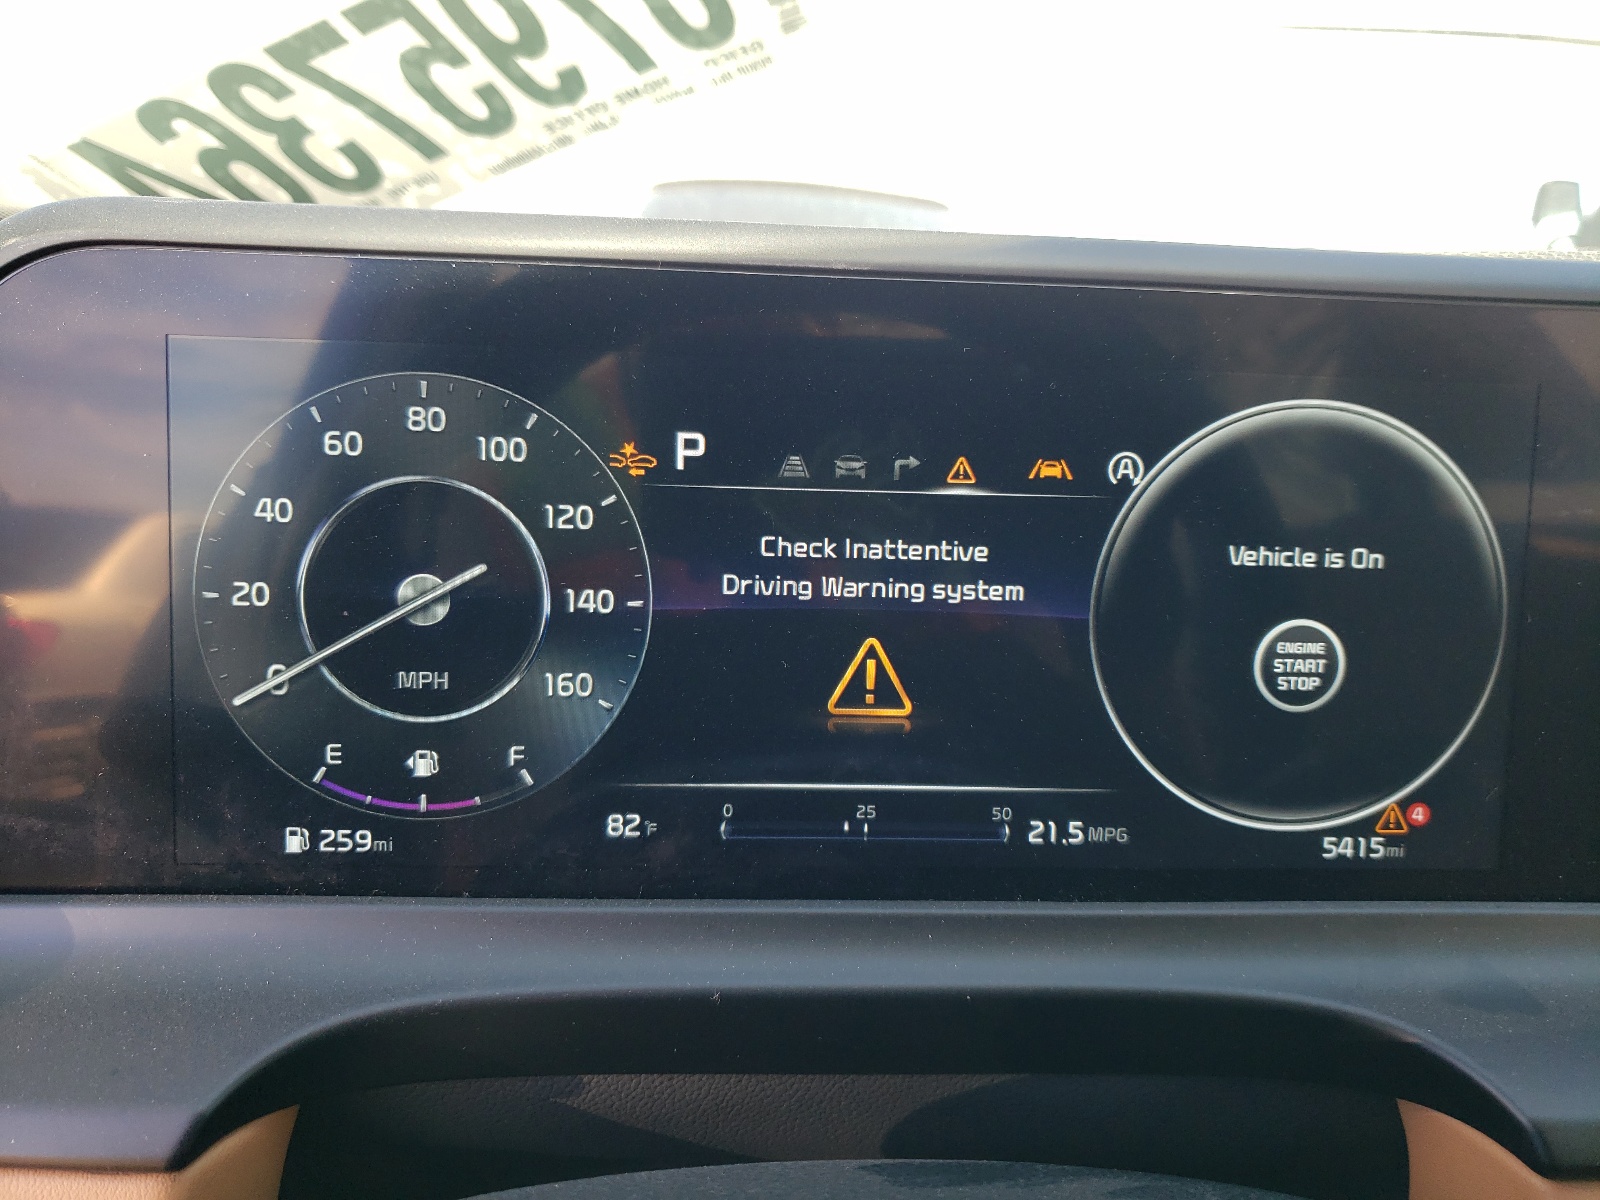 80
60
100
40
120
20
140
0
160
MPH
E
F
259mi
P
A
Check Inattentive
Driving Warning system
82°F
0
25
50
21.5MPG
Vehicle is On
ENGINE
START
STOP
4
5415mi